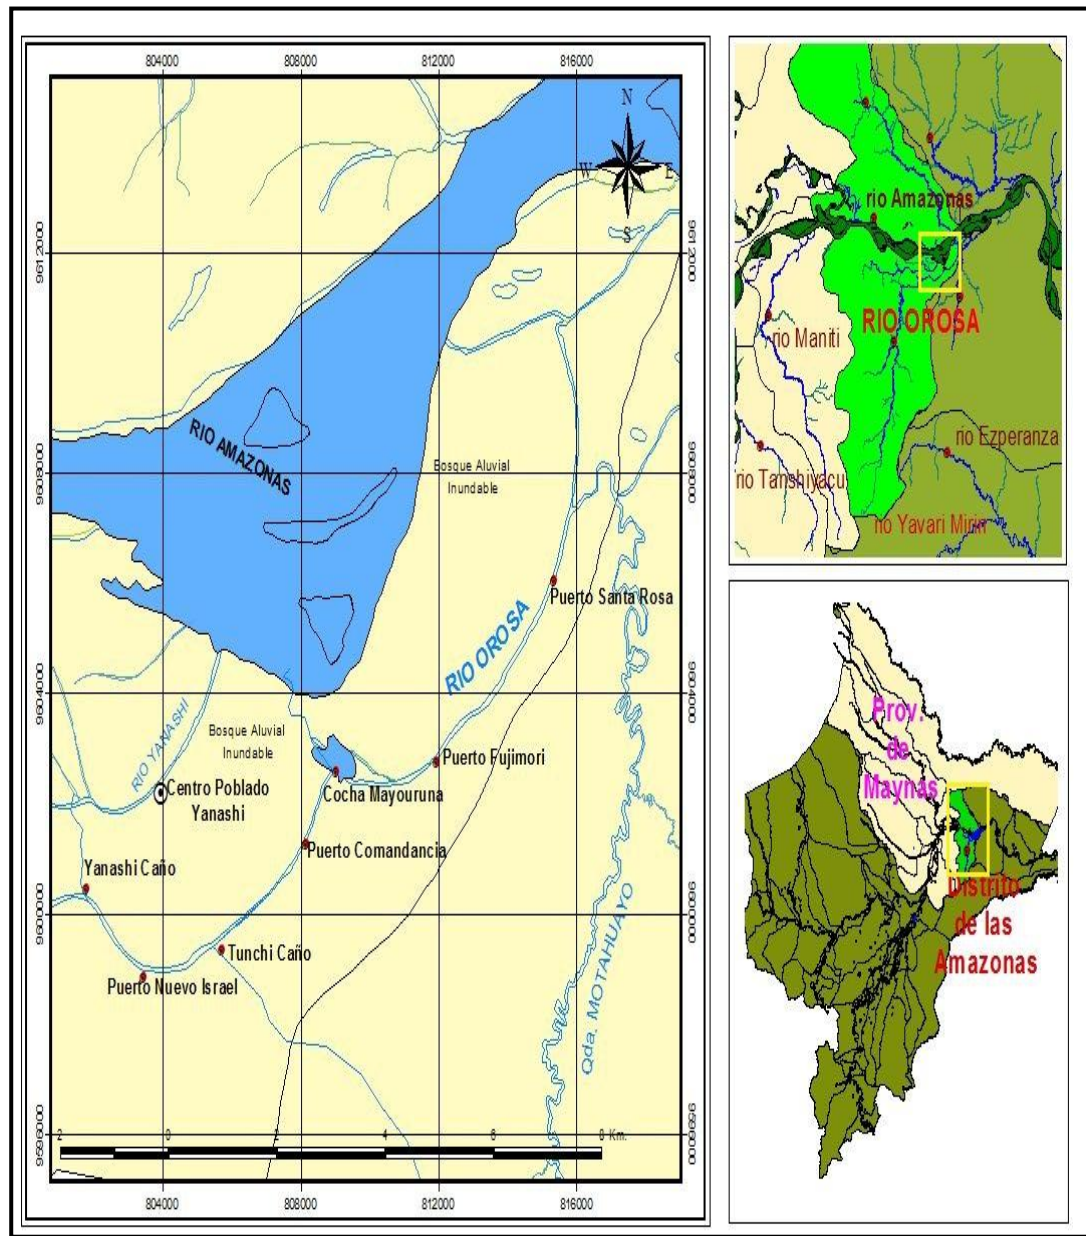 804000
808000
812000
816000
N
W
E
S
9612000
9612000
RIO AMAZONAS
9608000
9608000
Bosque Aluvial
Inundable
Puerto Santa Rosa
RIO OROSA
9604000
9604000
RIO YANASHI
Bosque Aluvial
Inundable
Puerto Fujimori
Centro Poblado
Yanashi
Cocha Mayouruna
Puerto Comandancia
Yanashi Caño
9600000
9600000
Tunchi Caño
Puerto Nuevo Israel
Qda. MOTAHUAYO
9596000
9596000
2
0
2
4
6
8 Km.
804000
808000
812000
816000
rio Amazonas
RIO OROSA
rio Maniti
rio Ezperanza
rio Tamshiyacu
rio Yavari Mirin
Prov.
de
Maynas
Distrito
de las
Amazonas